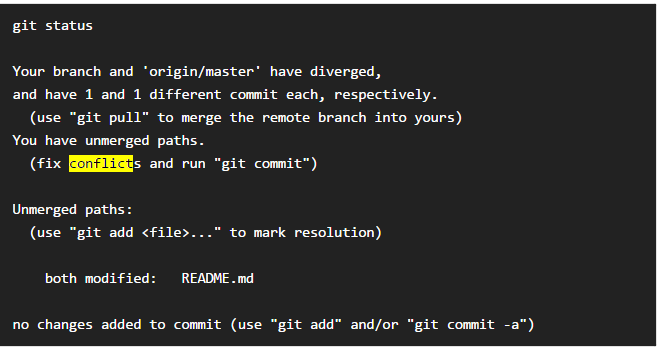 git status
Your branch and 'origin/master' have diverged,
and have 1 and 1 different commit each, respectively.
(use "git pull" to merge the remote branch into yours)
You have unmerged paths.
(fix conflicts and run "git commit")
Unmerged paths:
(use "git add <file>..." to mark resolution)
both modified:   README.md
no changes added to commit (use "git add" and/or "git commit -a")